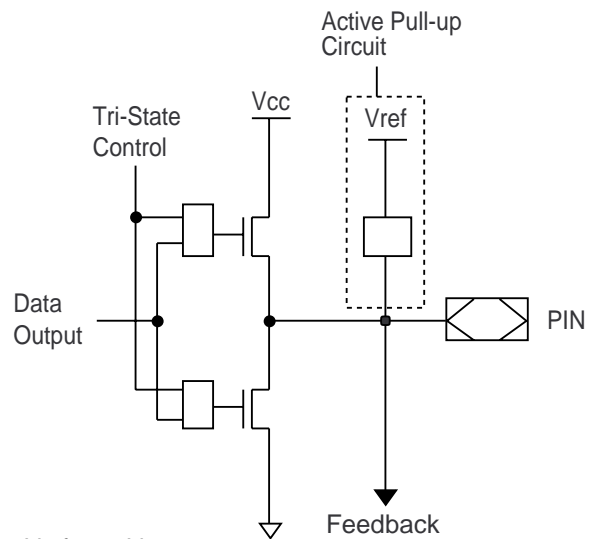 Active Pull-up
Circuit
Vcc
Vref
Tri-State
Control
Data
Output
PIN
Feedback